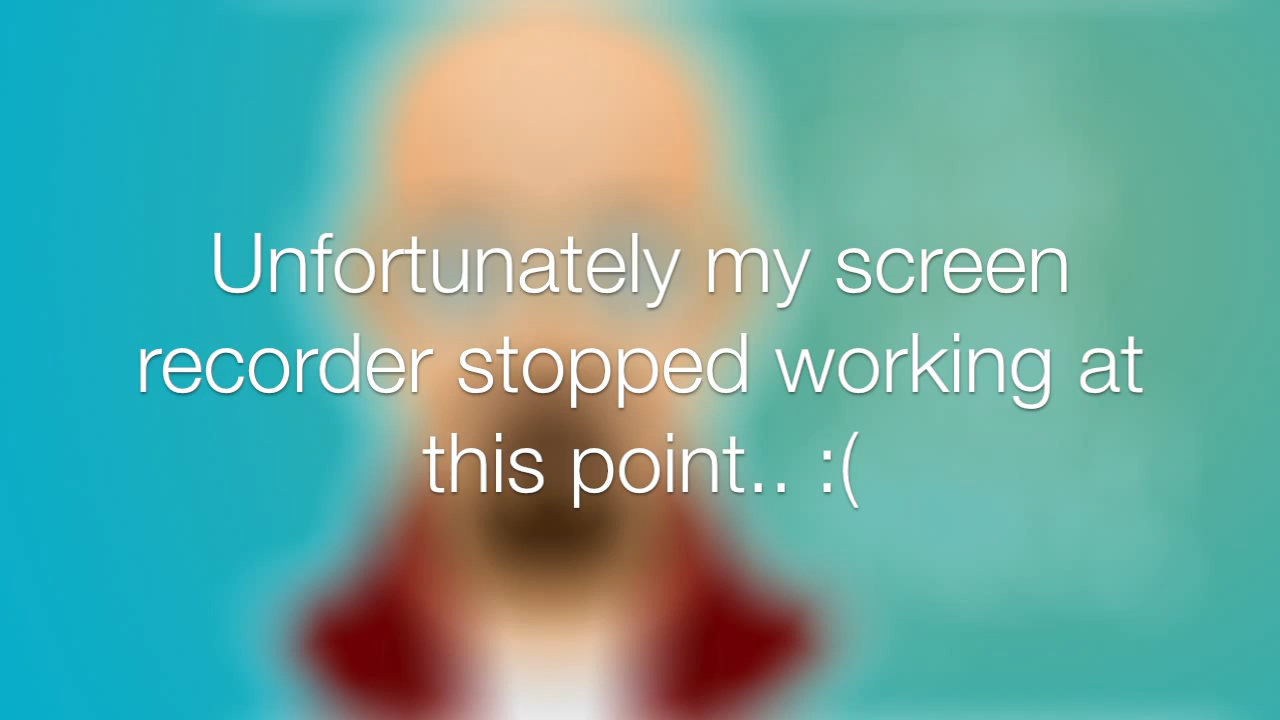 Unfortunately my screen
recorder stopped working at
this point.. :(